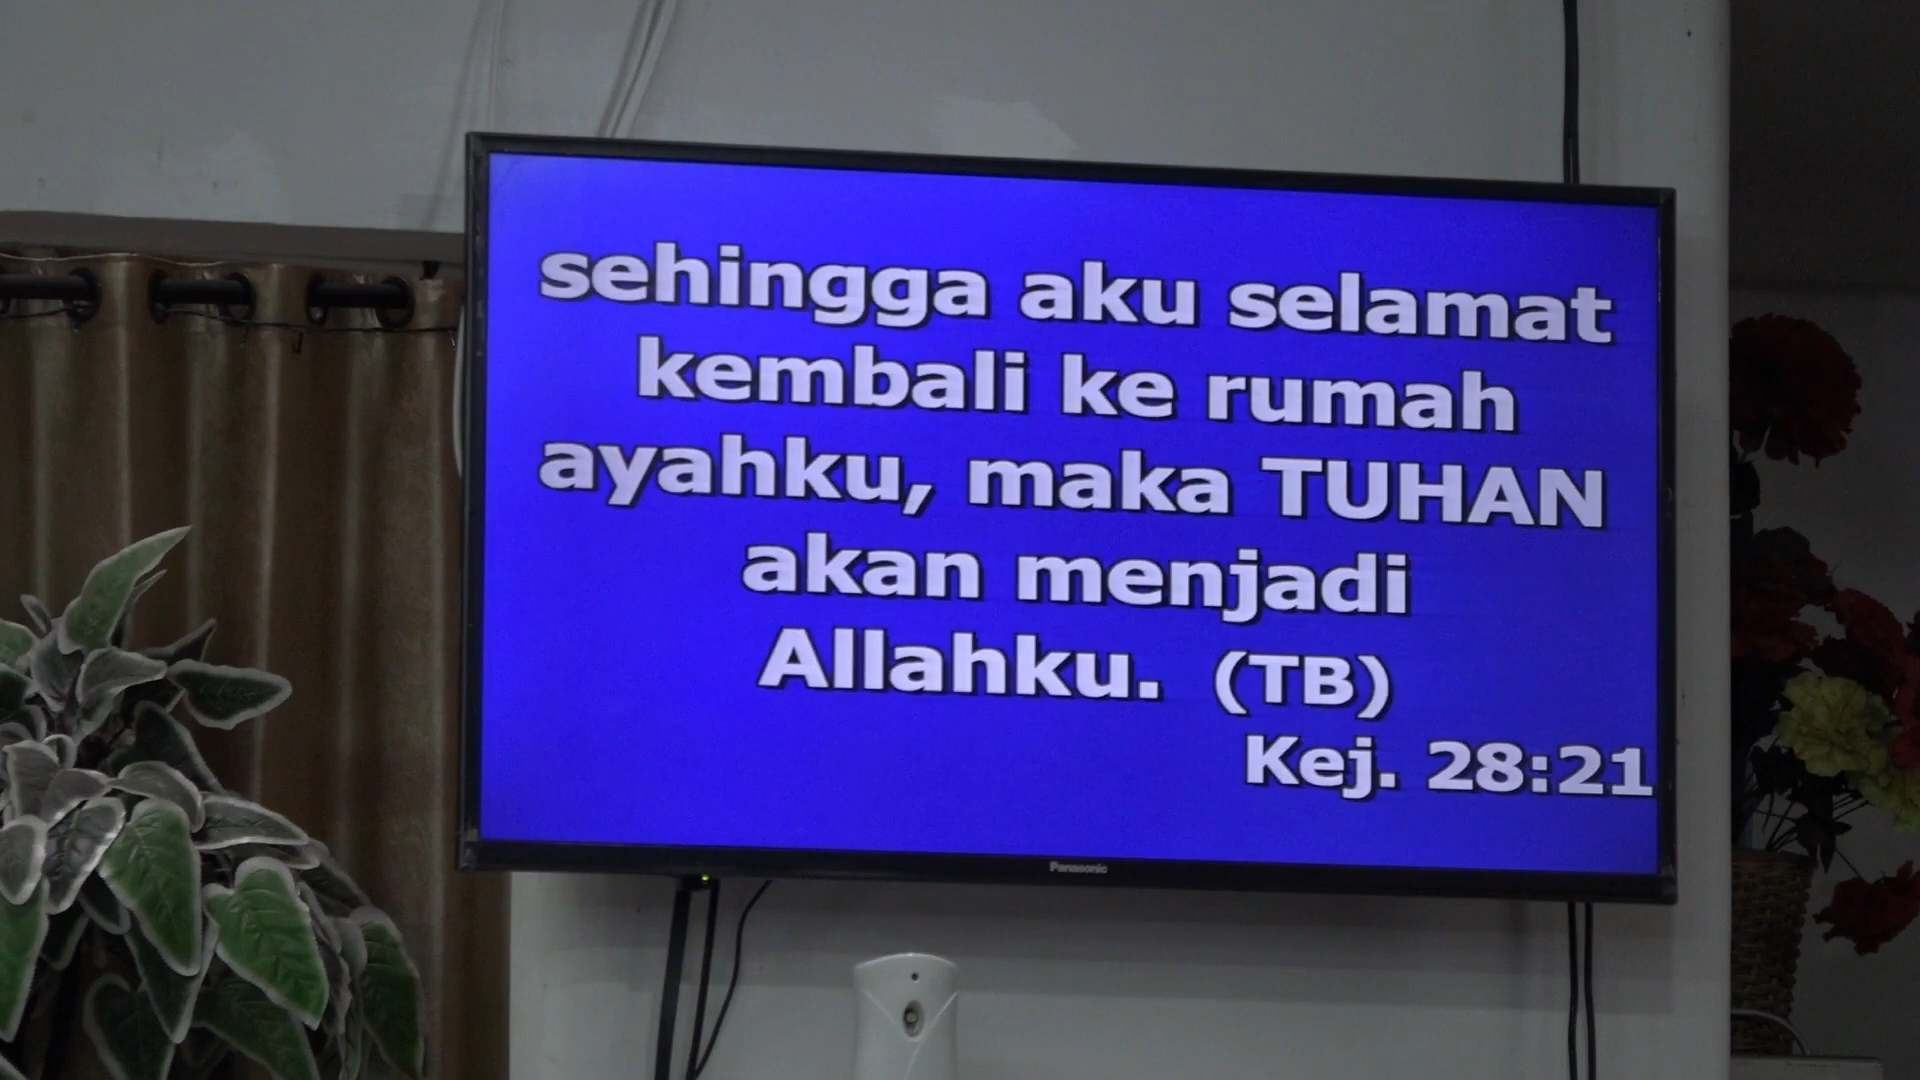 sehingga aku selamat
kembali ke rumah
ayahku, maka TUHAN
akan menjadi
Allahku. (TB)
Kej. 28:21
Panasonic